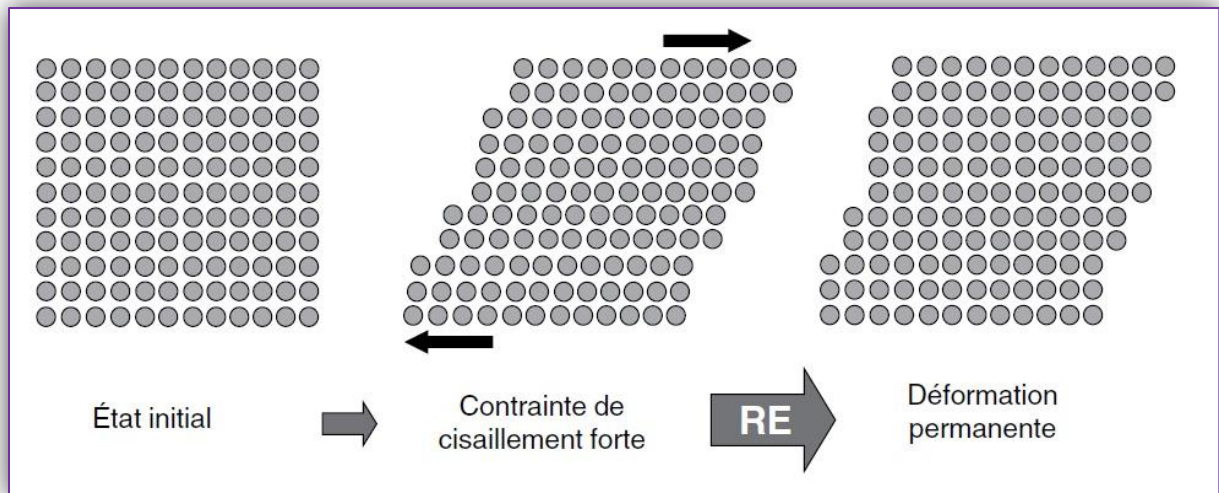 État initial
Contrainte de
cisaillement forte
RE
Déformation
permanente